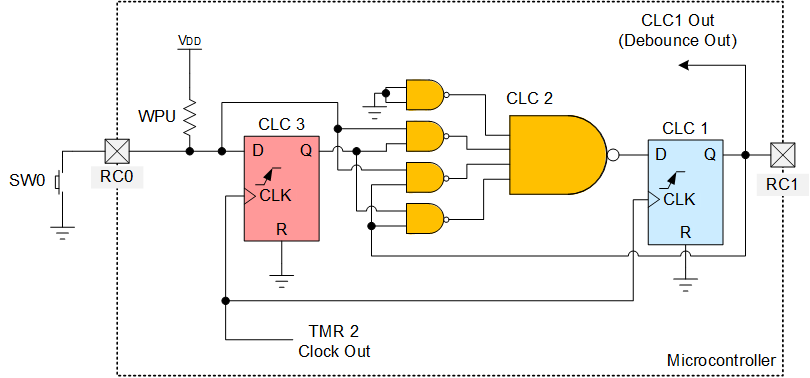 CLC1 Out
(Debounce Out)
VDD
CLC 2
WPU
CLC 3
CLC 1
D
Q
D
Q
RC0
RC1
SW0
CLK
CLK
R
R
TMR 2
Clock Out
Microcontroller